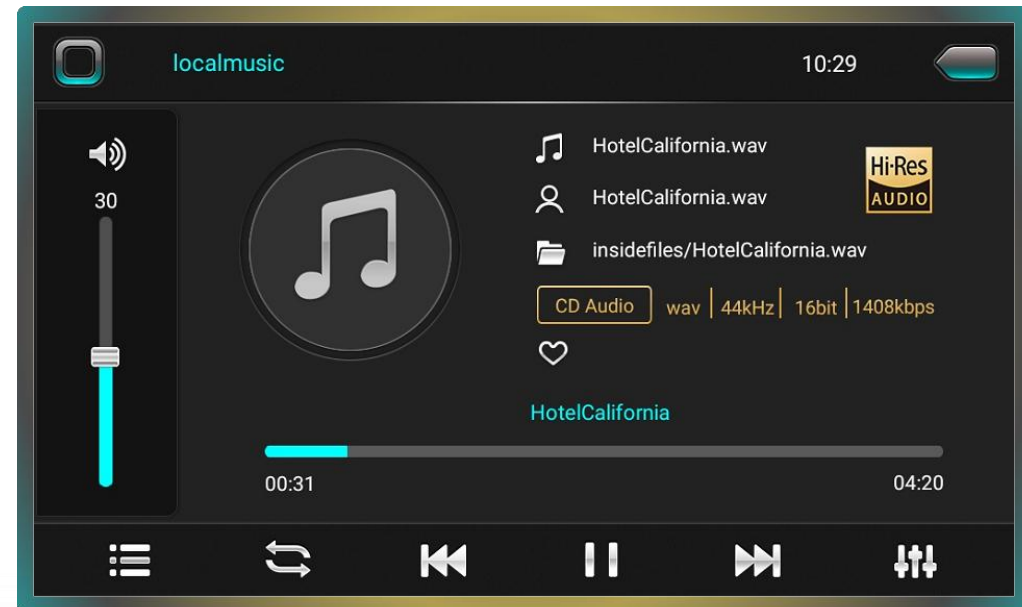 localmusic 10:29
30
HotelCalifornia.wav
Hi-Res
AUDIO
HotelCalifornia.wav
insidefiles/HotelCalifornia.wav
CD Audio wav 44kHz 16bit 1408kbps
HotelCalifornia
00:31 04:20